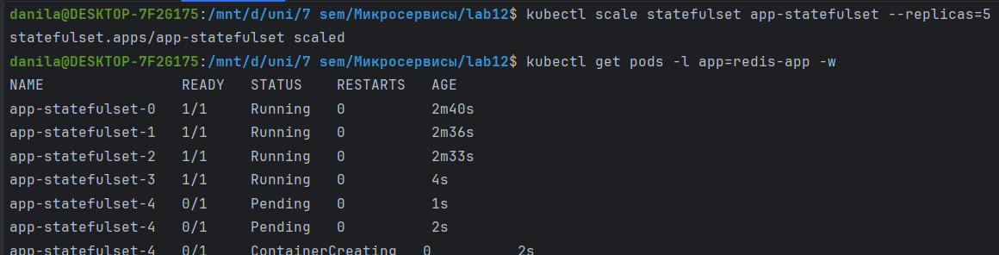 danila@DESKTOP-7F2G175:/mnt/d/uni/7 sem/Микросервисы/lab12$ kubectl scale statefulset app-statefulset --replicas=5
statefulset.apps/app-statefulset scaled
danila@DESKTOP-7F2G175:/mnt/d/uni/7 sem/Микросервисы/lab12$ kubectl get pods -l app=redis-app -w
NAME                READY   STATUS    RESTARTS   AGE
app-statefulset-0   1/1     Running   0          2m40s
app-statefulset-1   1/1     Running   0          2m36s
app-statefulset-2   1/1     Running   0          2m33s
app-statefulset-3   1/1     Running   0          4s
app-statefulset-4   0/1     Pending   0          1s
app-statefulset-4   0/1     Pending   0          2s
app-statefulset-4   0/1     ContainerCreating   0          2s